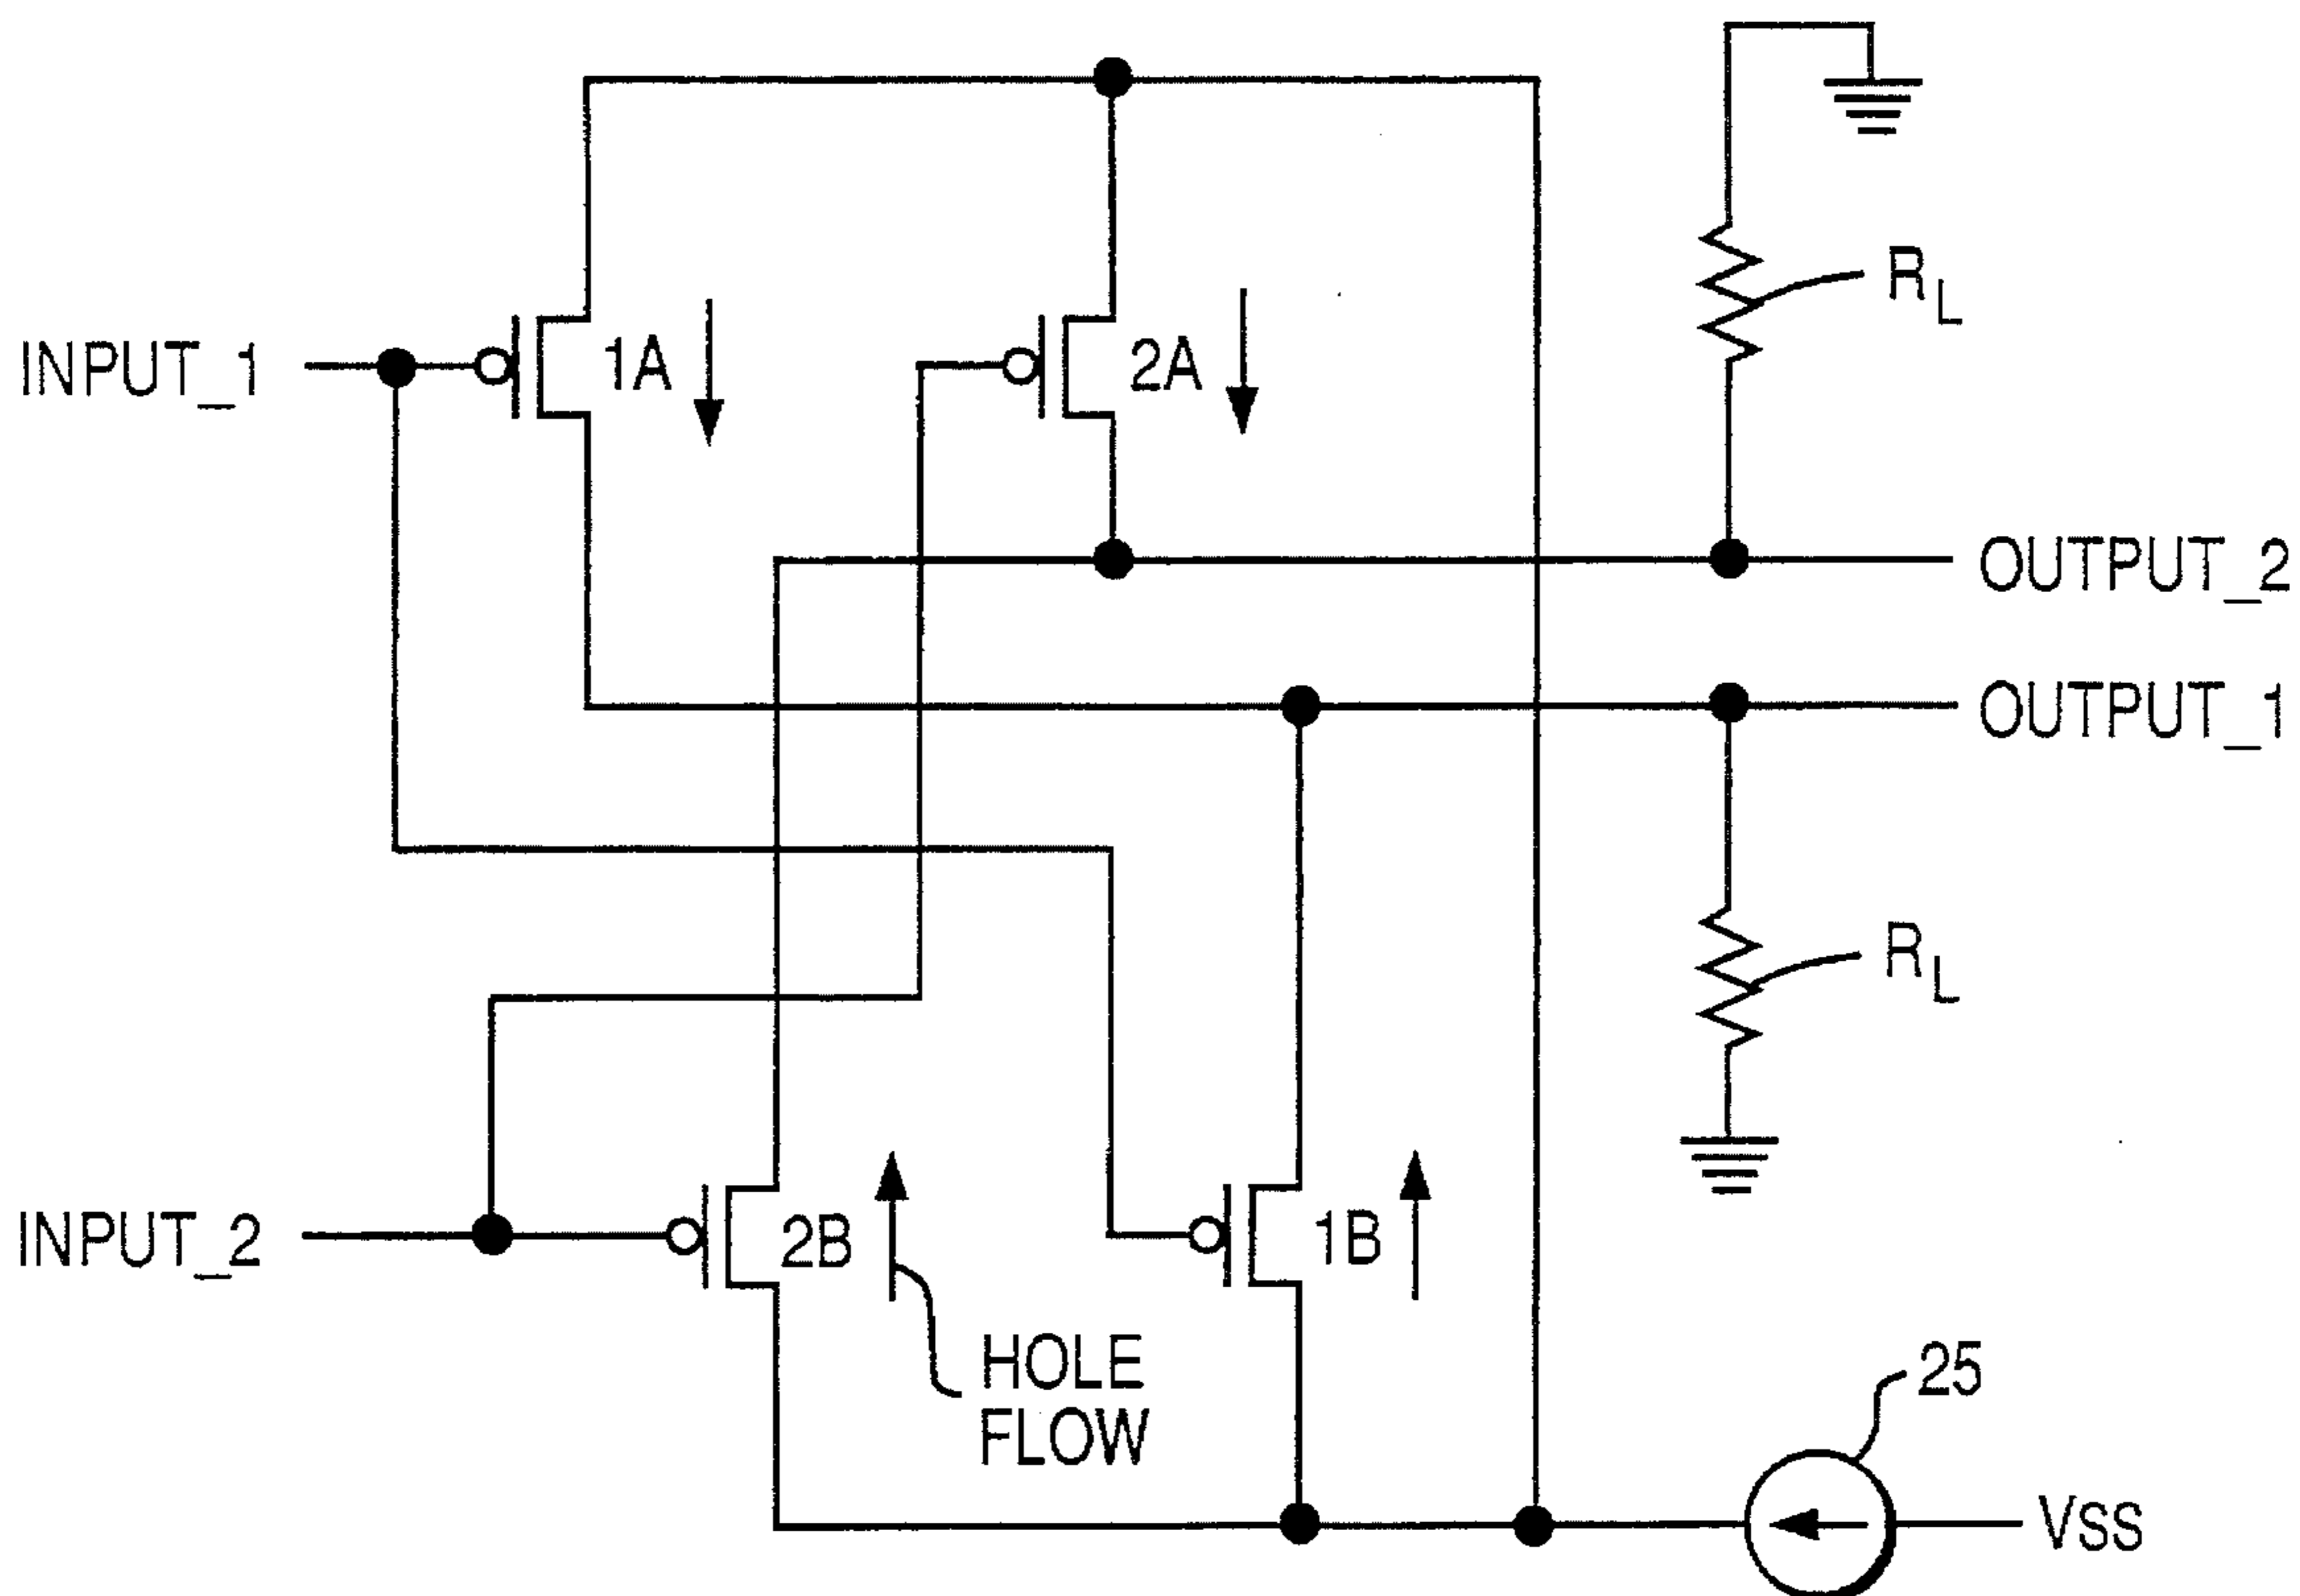 R_L
INPUT_1
1A
2A
OUTPUT_2
OUTPUT_1
R_L
INPUT_2
2B
1B
HOLE
FLOW
25
VSS